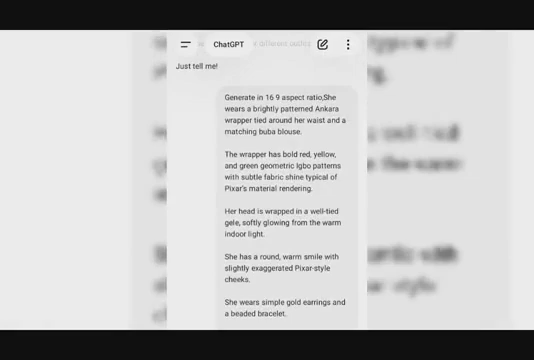 ChatGPT
different
Just tell me!
Generate in 16 9 aspect ratio,She
wears a brightly patterned Ankara
wrapper tied around her waist and a
matching buba blouse.
The wrapper has bold red, yellow,
and green geometric Igbo patterns
with subtle fabric shine typical of
Pixar's material rendering.
Her head is wrapped in a well-tied
gele, softly glowing from the warm
indoor light.
She has a round, warm smile with
slightly exaggerated Pixar-style
cheeks.
She wears simple gold earrings and
a beaded bracelet.